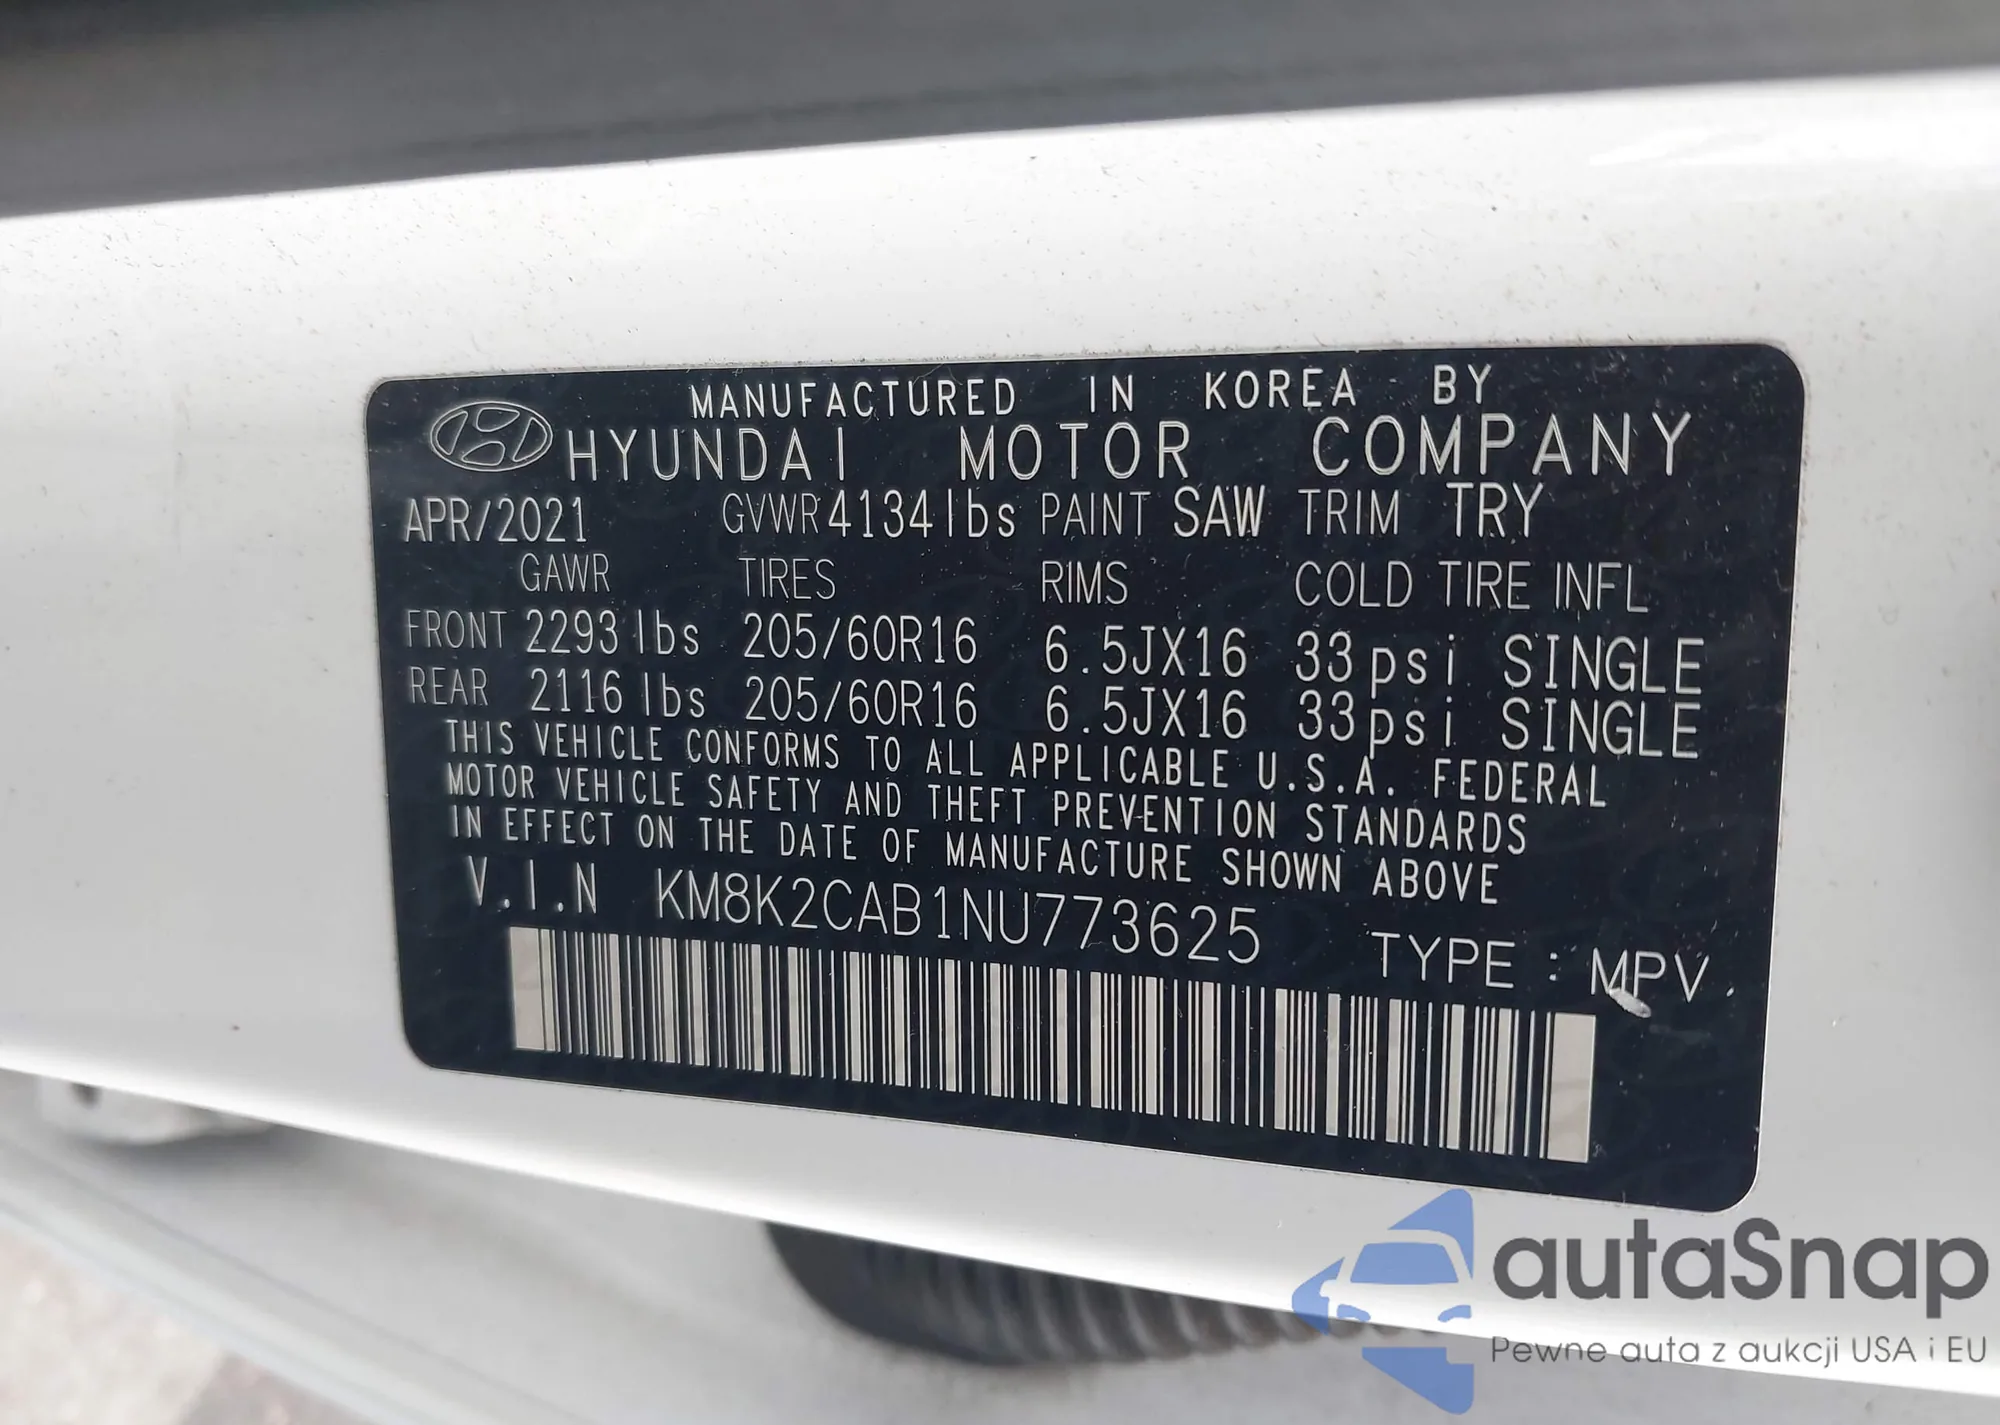 MANUFACTURED IN KOREA BY
HYUNDAI MOTOR COMPANY
APR/2021 GVWR 4134lbs PAINT SAW TRIM TRY
GAWR TIRES RIMS COLD TIRE INFL
FRONT 2293 lbs 205/60R16 6.5JX16 33psi SINGLE
REAR 2116 lbs 205/60R16 6.5JX16 33psi SINGLE
THIS VEHICLE CONFORMS TO ALL APPLICABLE U.S.A. FEDERAL
MOTOR VEHICLE SAFETY AND THEFT PREVENTION STANDARDS
IN EFFECT ON THE DATE OF MANUFACTURE SHOWN ABOVE
V.I.N KM8K2CAB1NU773625 TYPE : MPV
autaSnap
Pewne auta z aukcji USA i EU